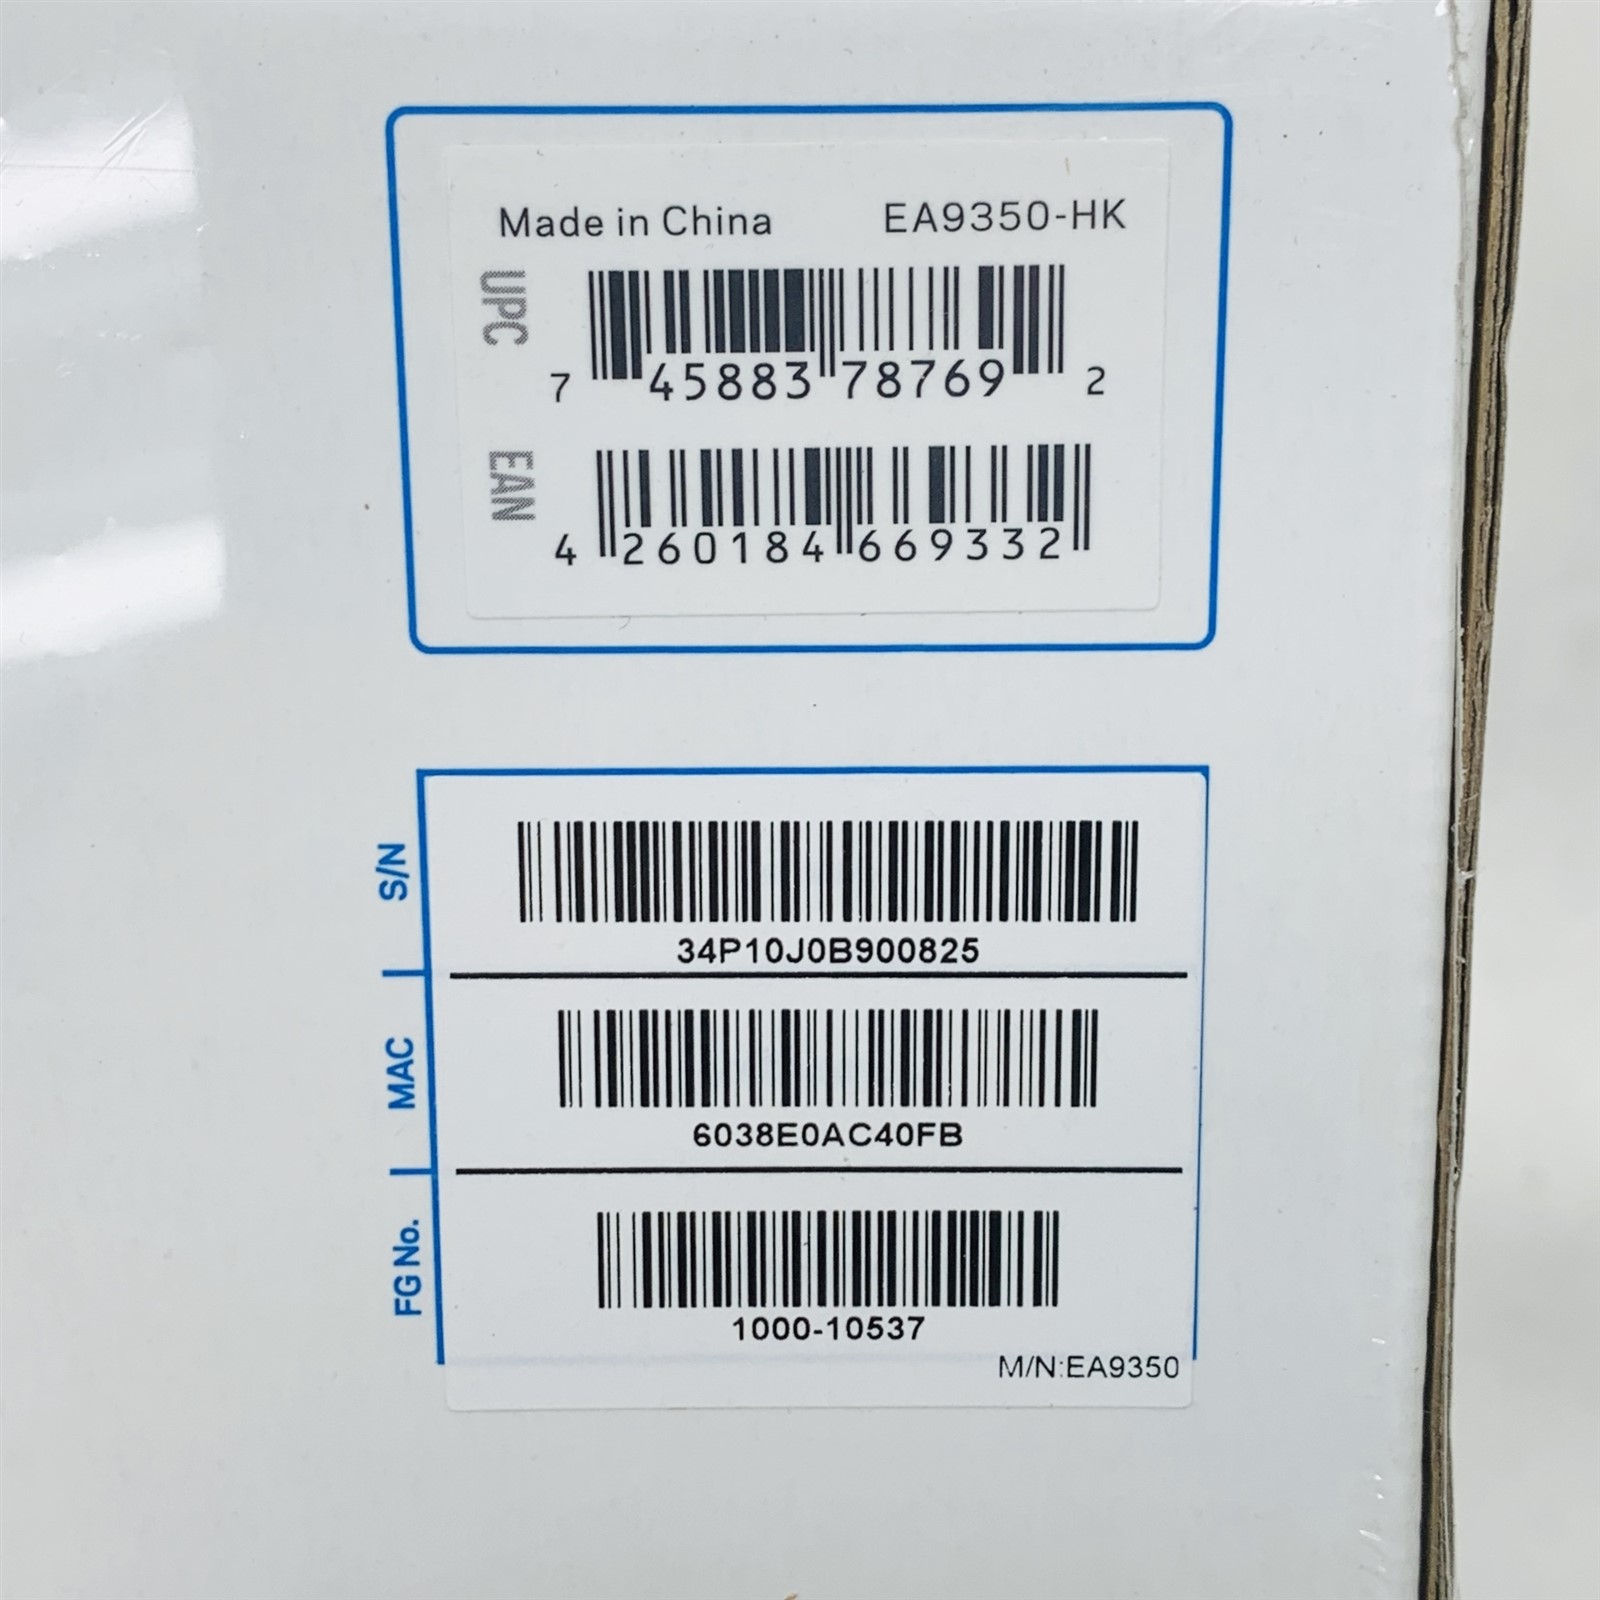 Made in China EA9350-HK
UPC
7 45883 78769 2
EAN
4 260184 669332
S/N
34P10J0B900825
MAC
6038E0AC40FB
FG No.
1000-10537
M/N:EA9350